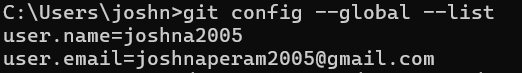 C:\Users\joshn>git config --global --list
user.name=joshna2005
user.email=joshnaperam2005@gmail.com